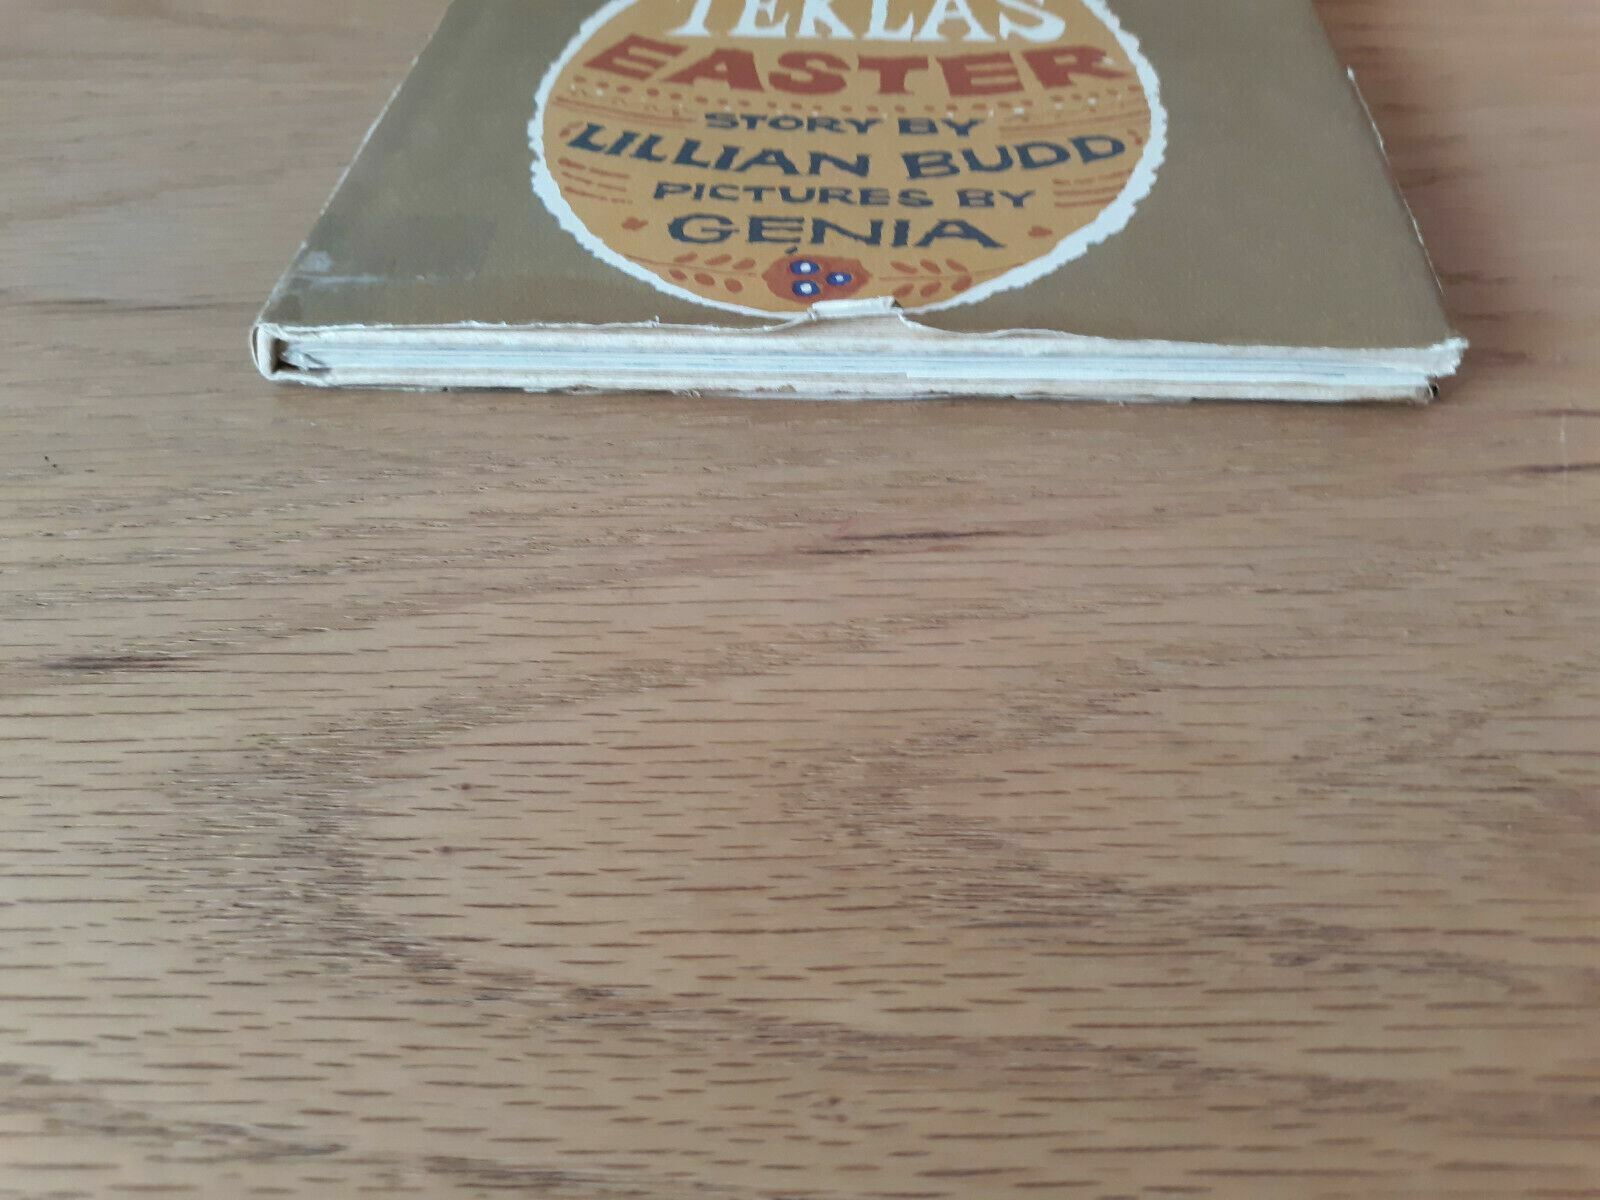 TEKLA'S
EASTER
STORY BY
LILLIAN BUDD
PICTURES BY
GENIA